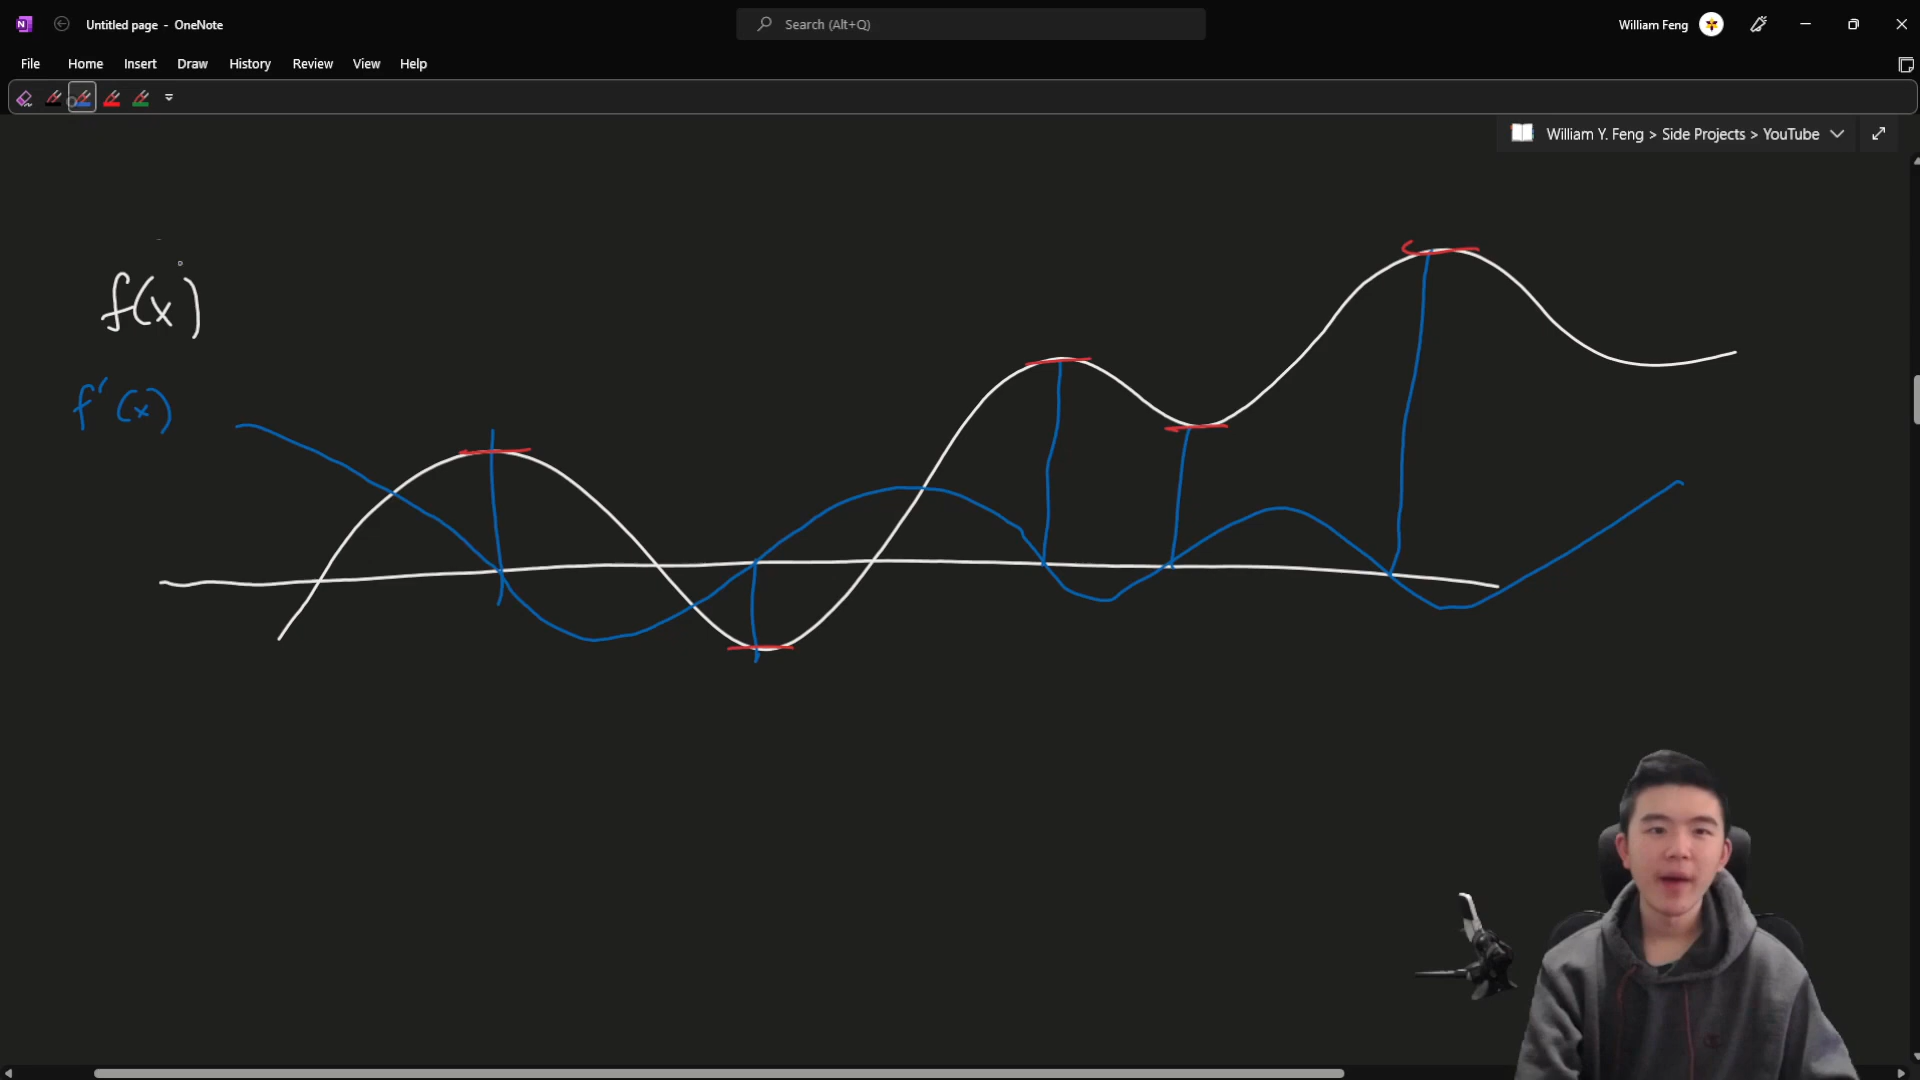 Untitled page - OneNote
Search (Alt+Q)
William Feng
File Home Insert Draw History Review View Help
William Y. Feng > Side Projects > YouTube
f(x)
f'(x)